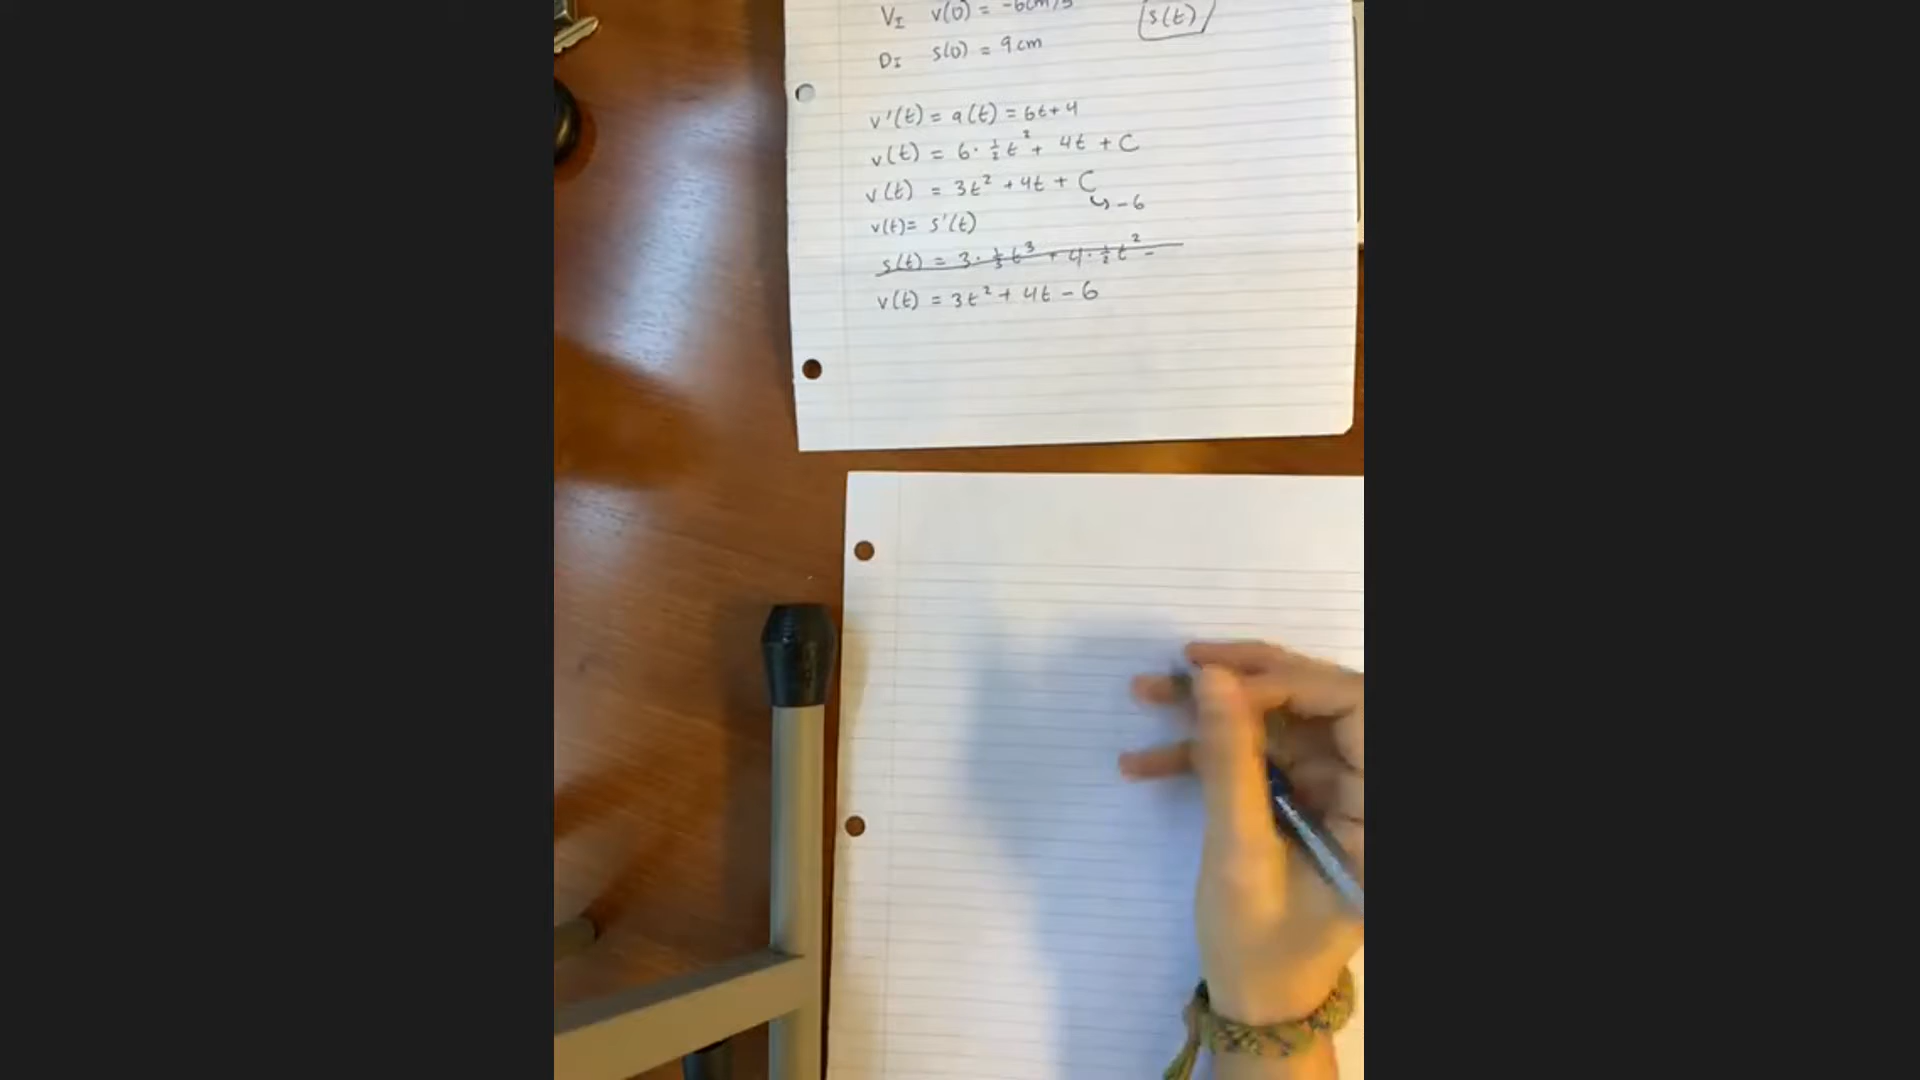 V_I v(0) = -6cm/s
s(t)
D_I s(0) = 9cm
v'(t) = a(t) = 6t+4
v(t) = 6·½t² + 4t + C
v(t) = 3t² + 4t + C
↳ -6
v(t)= s'(t)
s(t) = 3·⅓t³ + 4·½t² -
v(t) = 3t² + 4t - 6